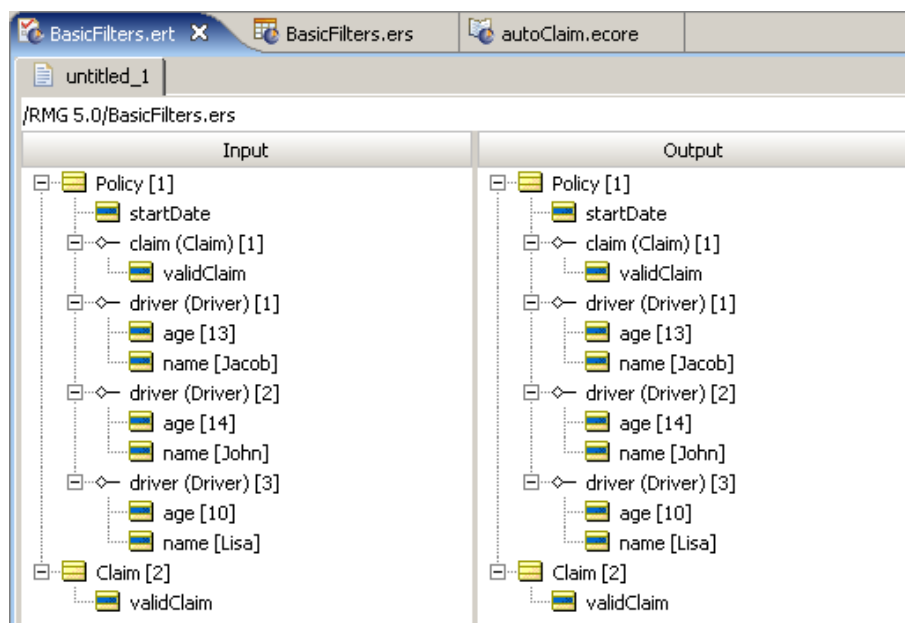 BasicFilters.ert BasicFilters.ers autoClaim.ecore
untitled_1
/RMG 5.0/BasicFilters.ers
Input Output
Policy [1] Policy [1]
startDate startDate
claim (Claim) [1] claim (Claim) [1]
validClaim validClaim
driver (Driver) [1] driver (Driver) [1]
age [13] age [13]
name [Jacob] name [Jacob]
driver (Driver) [2] driver (Driver) [2]
age [14] age [14]
name [John] name [John]
driver (Driver) [3] driver (Driver) [3]
age [10] age [10]
name [Lisa] name [Lisa]
Claim [2] Claim [2]
validClaim validClaim